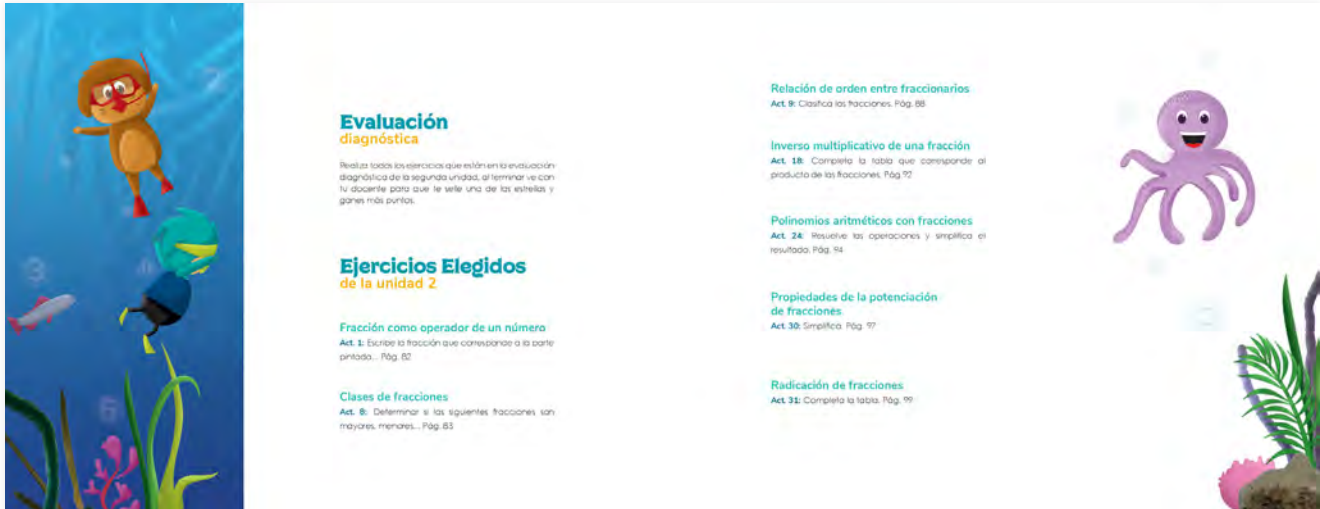 Evaluación
diagnóstica
Realiza todos los ejercicios que están en la evaluación
diagnóstica de la segunda unidad, al terminar ve con
tu docente para que te selle una de las estrellas y
ganes más puntos.
Ejercicios Elegidos
de la unidad 2
Fracción como operador de un número
Act. 1: Escribe la fracción que corresponde a la parte
pintada... Pág. 82
Clases de fracciones
Act. 8: Determinar si las siguientes fracciones son
mayores, menores... Pág. 83
Relación de orden entre fraccionarios
Act. 9: Clasifica las fracciones. Pág. 88
Inverso multiplicativo de una fracción
Act. 18: Completa la tabla que corresponde al
producto de las fracciones. Pág 92
Polinomios aritméticos con fracciones
Act. 24: Resuelve las operaciones y simplifica el
resultado. Pág. 94
Propiedades de la potenciación
de fracciones
Act. 30: Simplifica. Pág. 97
Radicación de fracciones
Act. 31: Completa la tabla. Pág. 99
3
4
6